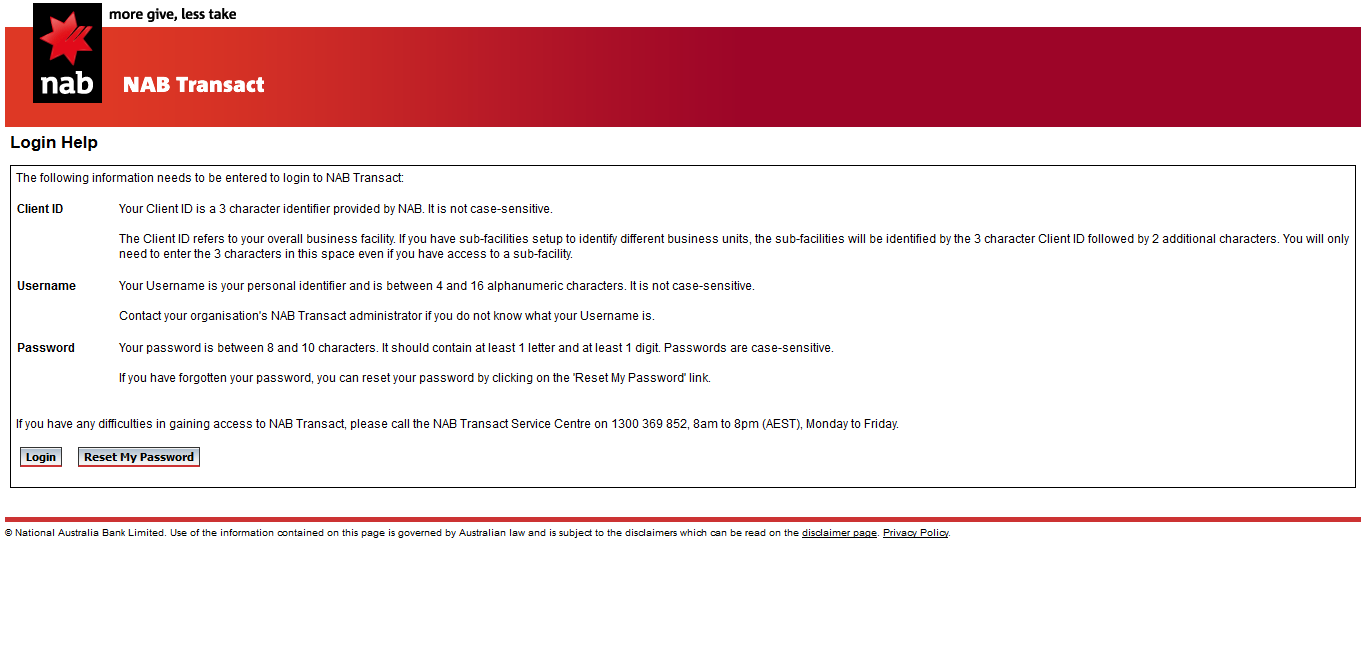 more give, less take
nab
NAB Transact
Login Help
The following information needs to be entered to login to NAB Transact:
Client ID Your Client ID is a 3 character identifier provided by NAB. It is not case-sensitive.
The Client ID refers to your overall business facility. If you have sub-facilities setup to identify different business units, the sub-facilities will be identified by the 3 character Client ID followed by 2 additional characters. You will only
need to enter the 3 characters in this space even if you have access to a sub-facility.
Username Your Username is your personal identifier and is between 4 and 16 alphanumeric characters. It is not case-sensitive.
Contact your organisation's NAB Transact administrator if you do not know what your Username is.
Password Your password is between 8 and 10 characters. It should contain at least 1 letter and at least 1 digit. Passwords are case-sensitive.
If you have forgotten your password, you can reset your password by clicking on the 'Reset My Password' link.
If you have any difficulties in gaining access to NAB Transact, please call the NAB Transact Service Centre on 1300 369 852, 8am to 8pm (AEST), Monday to Friday.
Login Reset My Password
© National Australia Bank Limited. Use of the information contained on this page is governed by Australian law and is subject to the disclaimers which can be read on the disclaimer page. Privacy Policy.